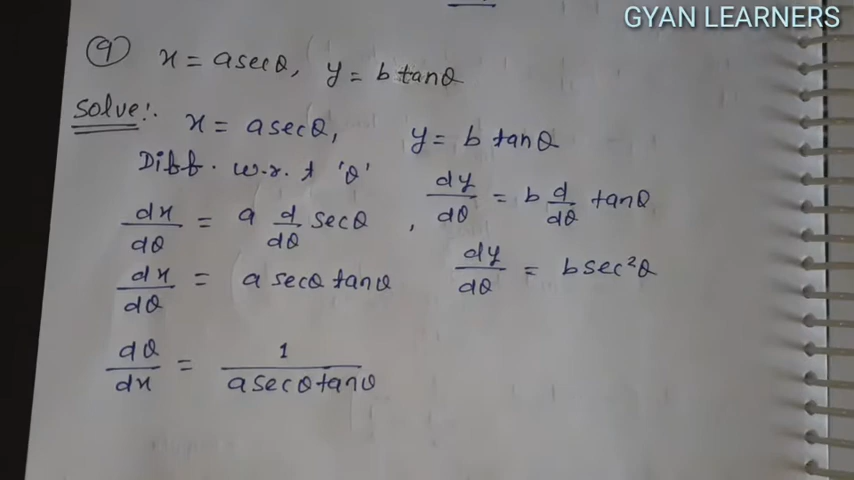 GYAN LEARNERS
9 x = a secθ, y = b tanθ
Solve:. x = a secθ, y = b tanθ
Diff. w.r.t 'θ'
dx/dθ = a d/dθ secθ , dy/dθ = b d/dθ tanθ
dx/dθ = a secθ tanθ dy/dθ = b sec²θ
dθ/dx = 1/a secθ tanθ